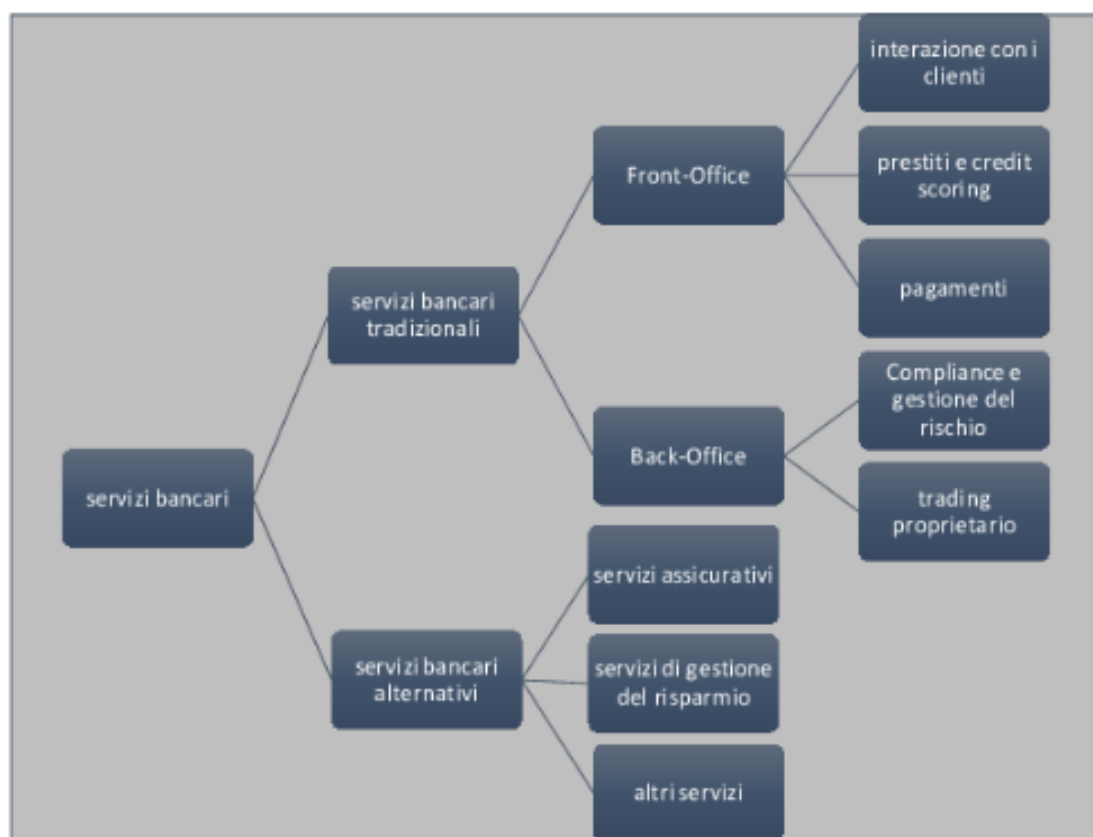 servizi bancari
servizi bancari
tradizionali
Front-Office
interazione con i
clienti
prestiti e credit
scoring
pagamenti
Back-Office
Compliance e
gestione del
rischio
trading
proprietario
servizi bancari
alternativi
servizi assicurativi
servizi di gestione
del risparmio
altri servizi